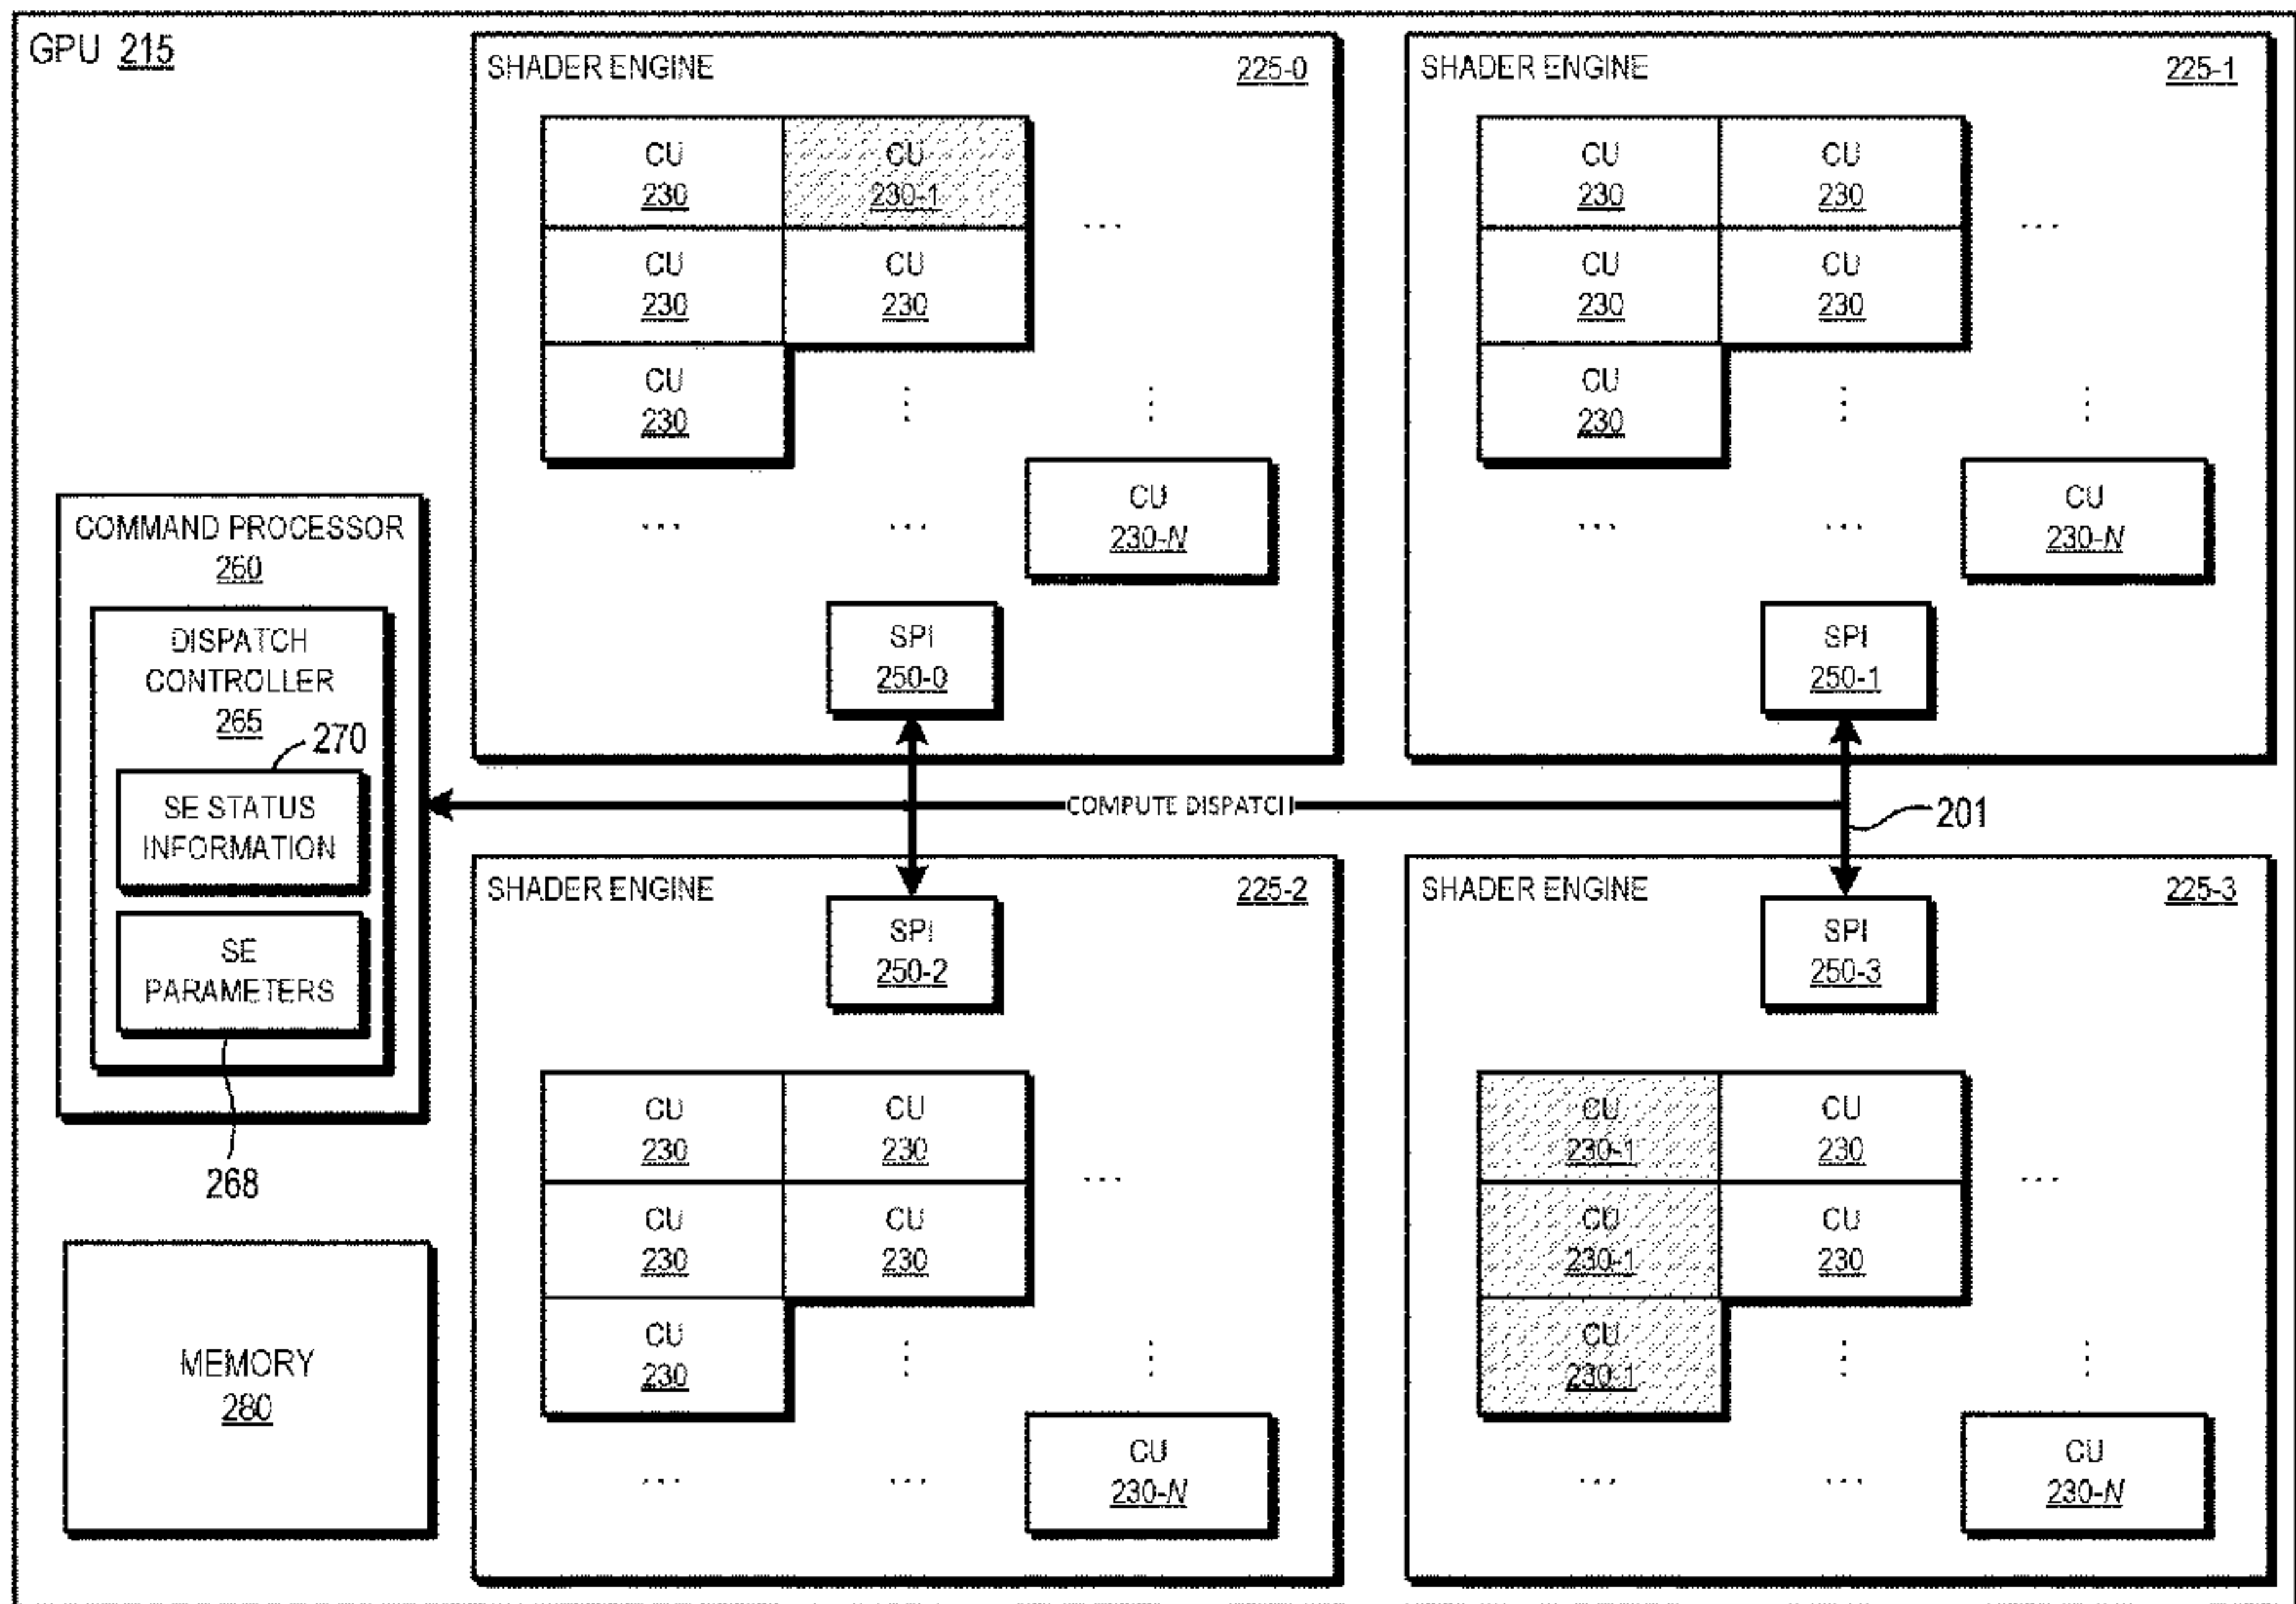 GPU 215
SHADER ENGINE 225-0
CU
230
CU
230-1
CU
230
CU
230
...
CU
230
...
...
...
...
CU
230-N
SPI
250-0
SHADER ENGINE 225-1
CU
230
CU
230
CU
230
CU
230
...
CU
230
...
...
...
...
CU
230-N
SPI
250-1
COMMAND PROCESSOR
260
DISPATCH
CONTROLLER
265
270
SE STATUS
INFORMATION
SE
PARAMETERS
268
COMPUTE DISPATCH
201
MEMORY
280
SHADER ENGINE 225-2
SPI
250-2
CU
230
CU
230
CU
230
CU
230
...
CU
230
...
...
...
...
CU
230-N
SHADER ENGINE 225-3
SPI
250-3
CU
230-1
CU
230
CU
230-1
CU
230
...
CU
230-1
...
...
...
...
CU
230-N